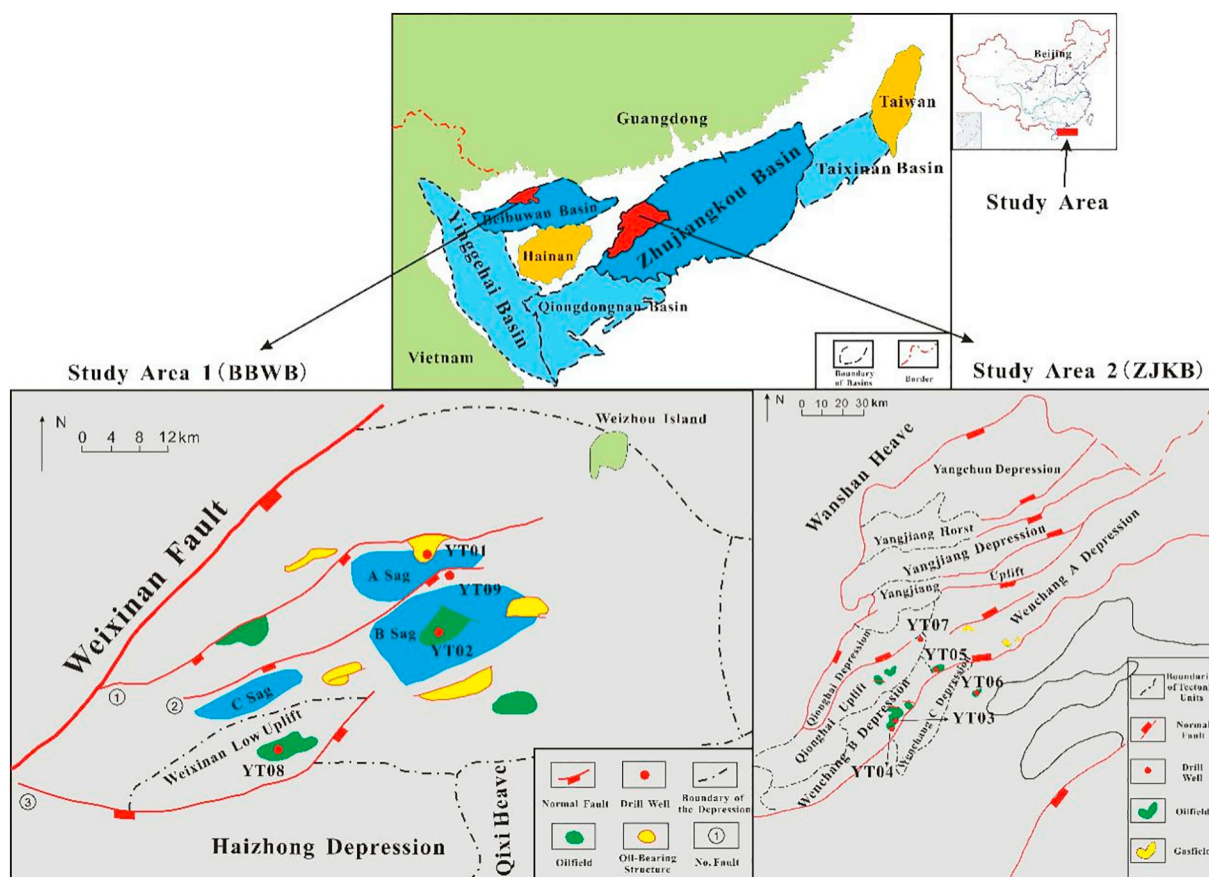 Guangdong
Taiwan
Taixinan Basin
Zhujiangkou Basin
Beibuwan Basin
Hainan
Yinggehai Basin
Qiongdongnan Basin
Vietnam
Boundary
of Basins
Border
Beijing
Study Area
Study Area 1 (BBWB)
Study Area 2 (ZJKB)
N
0 4 8 12km
Weizhou Island
Weixinan Fault
YT01
A Sag
YT09
B Sag
YT02
C Sag
Weixinan Low Uplift
YT08
①
②
③
Haizhong Depression
Qixi Heave
Normal Fault
Drill Well
Boundary of
the Depression
Oilfield
Oil-Bearing
Structure
①
No. Fault
N
0 10 20 30 km
Wanshan Heave
Yangchun Depression
Yangjiang Horst
Yangjiang Depression
Yangjiang Uplift
Wenchang A Depression
YT07
YT05
YT06
YT03
YT04
Qionghai Depression
Qionghai Uplift
Wenchang B Depression
Wenchang C Depression
of Tectonic
Units
Normal
Fault
Drill
Well
Oilfield
Gasfield